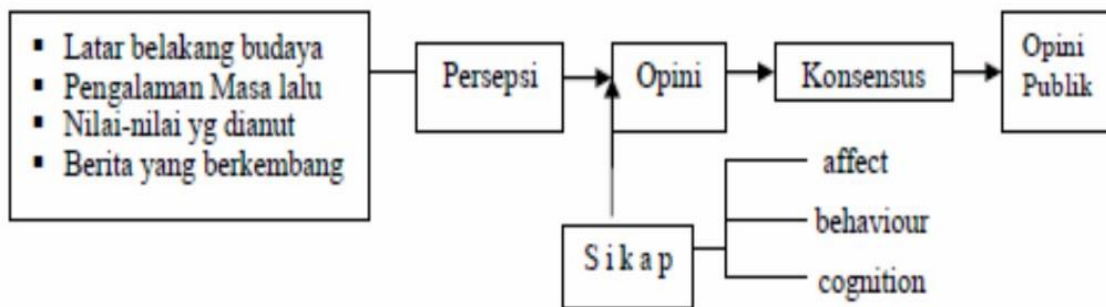 ▪ Latar belakang budaya
▪ Pengalaman Masa lalu
▪ Nilai-nilai yg dianut
▪ Berita yang berkembang
Persepsi
Opini
Konsensus
Opini
Publik
Sikap
affect
behaviour
cognition